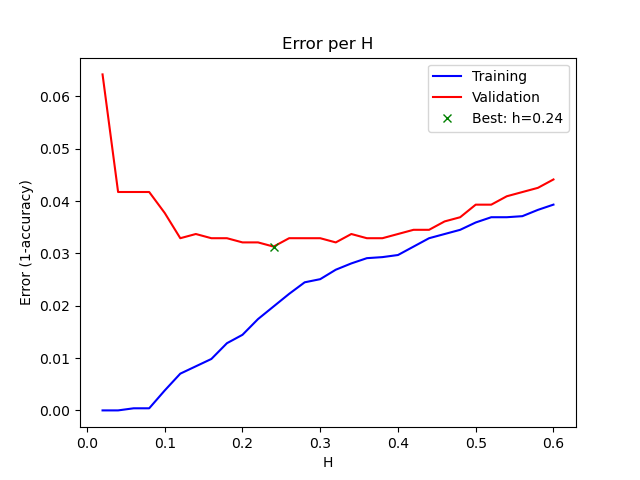 Error per H
Training
Validation
Best: h=0.24
Error (1-accuracy)
0.06
0.05
0.04
0.03
0.02
0.01
0.00
0.0 0.1 0.2 0.3 0.4 0.5 0.6
H